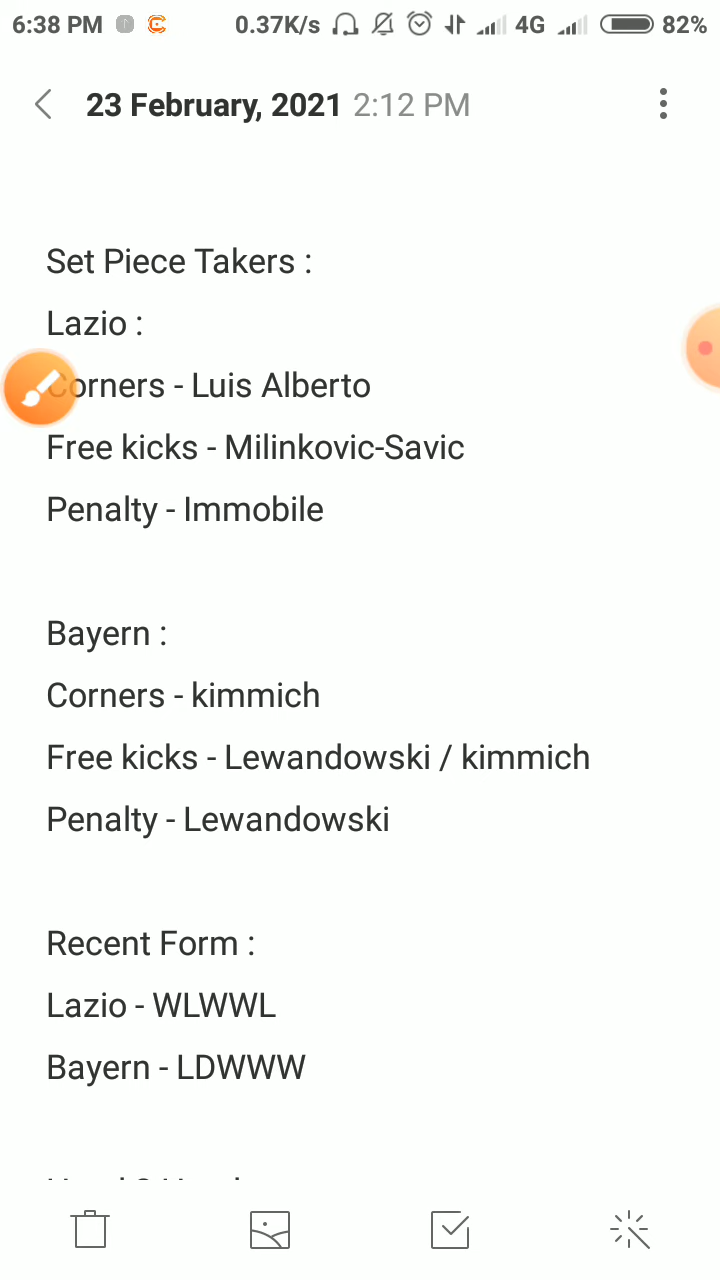 6:38 PM 0.37K/s 4G 82%
23 February, 2021 2:12 PM
Set Piece Takers :
Lazio :
Corners - Luis Alberto
Free kicks - Milinkovic-Savic
Penalty - Immobile
Bayern :
Corners - kimmich
Free kicks - Lewandowski / kimmich
Penalty - Lewandowski
Recent Form :
Lazio - WLWWL
Bayern - LDWWW